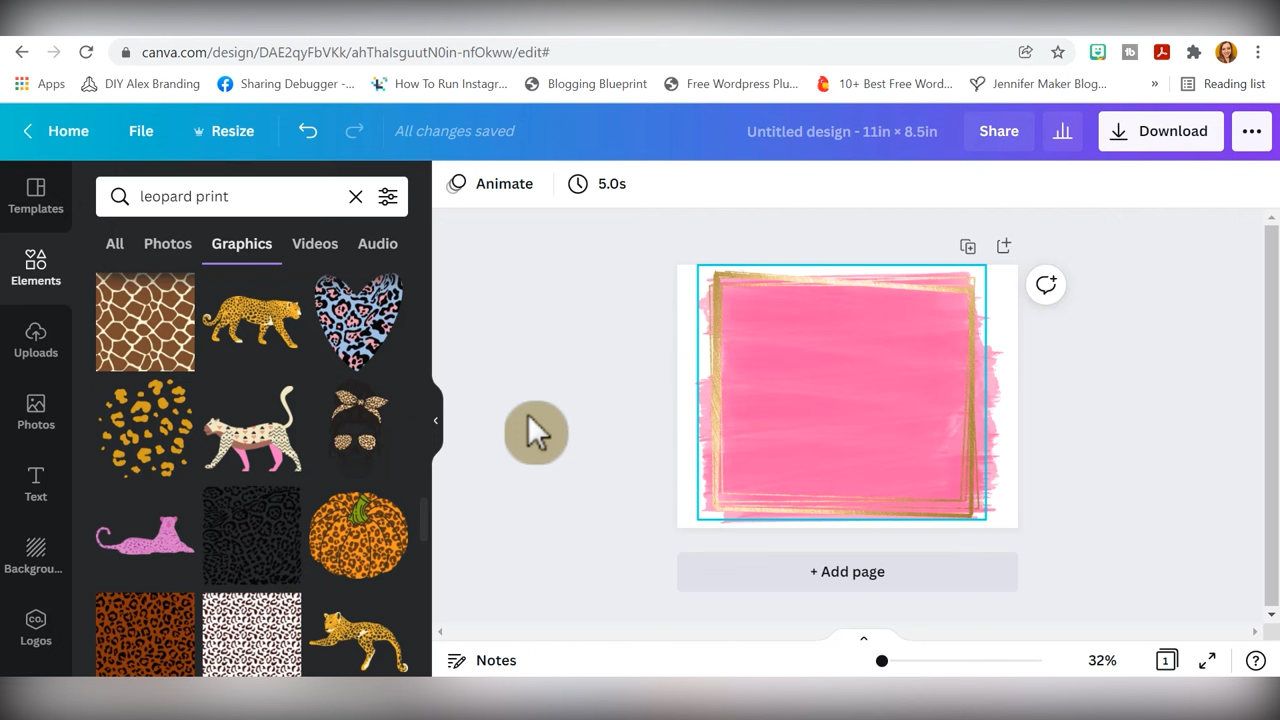 canva.com/design/DAE2qyFbVKk/ahThaIsguutN0in-nfOkww/edit#
Apps
DIY Alex Branding
Sharing Debugger -...
How To Run Instagr...
Blogging Blueprint
Free Wordpress Plu...
10+ Best Free Word...
Jennifer Maker Blog...
»
Reading list
Home
File
Resize
All changes saved
Untitled design - 11in × 8.5in
Share
Download
Templates
Elements
Uploads
Photos
Text
Backgrou...
Logos
leopard print
All
Photos
Graphics
Videos
Audio
Animate
5.0s
+ Add page
Notes
32%
1